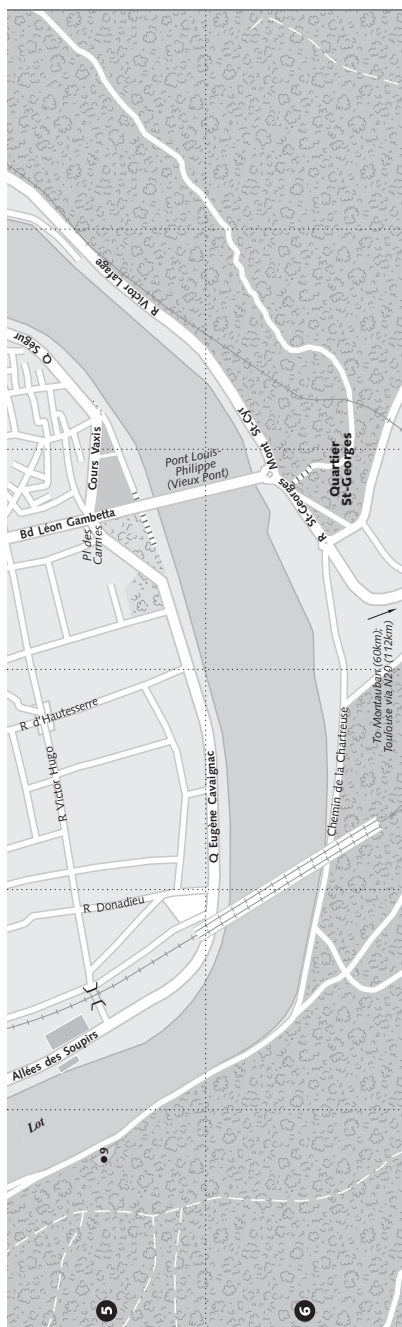 R Victor Lafage
Q Ségur
Cours Vaxis
Bd Léon Gambetta
Pl des
Carmes
Pont Louis-
Philippe
(Vieux Pont)
Mont St-Cyr
R St-Georges
Quartier
St-Georges
To Montauban (60km);
Toulouse via N20 (112km)
R d'Hautesserre
R Victor Hugo
Q Eugène Cavaignac
Chemin de la Chartreuse
R Donadieu
Allées des Soupirs
Lot
9
5
6